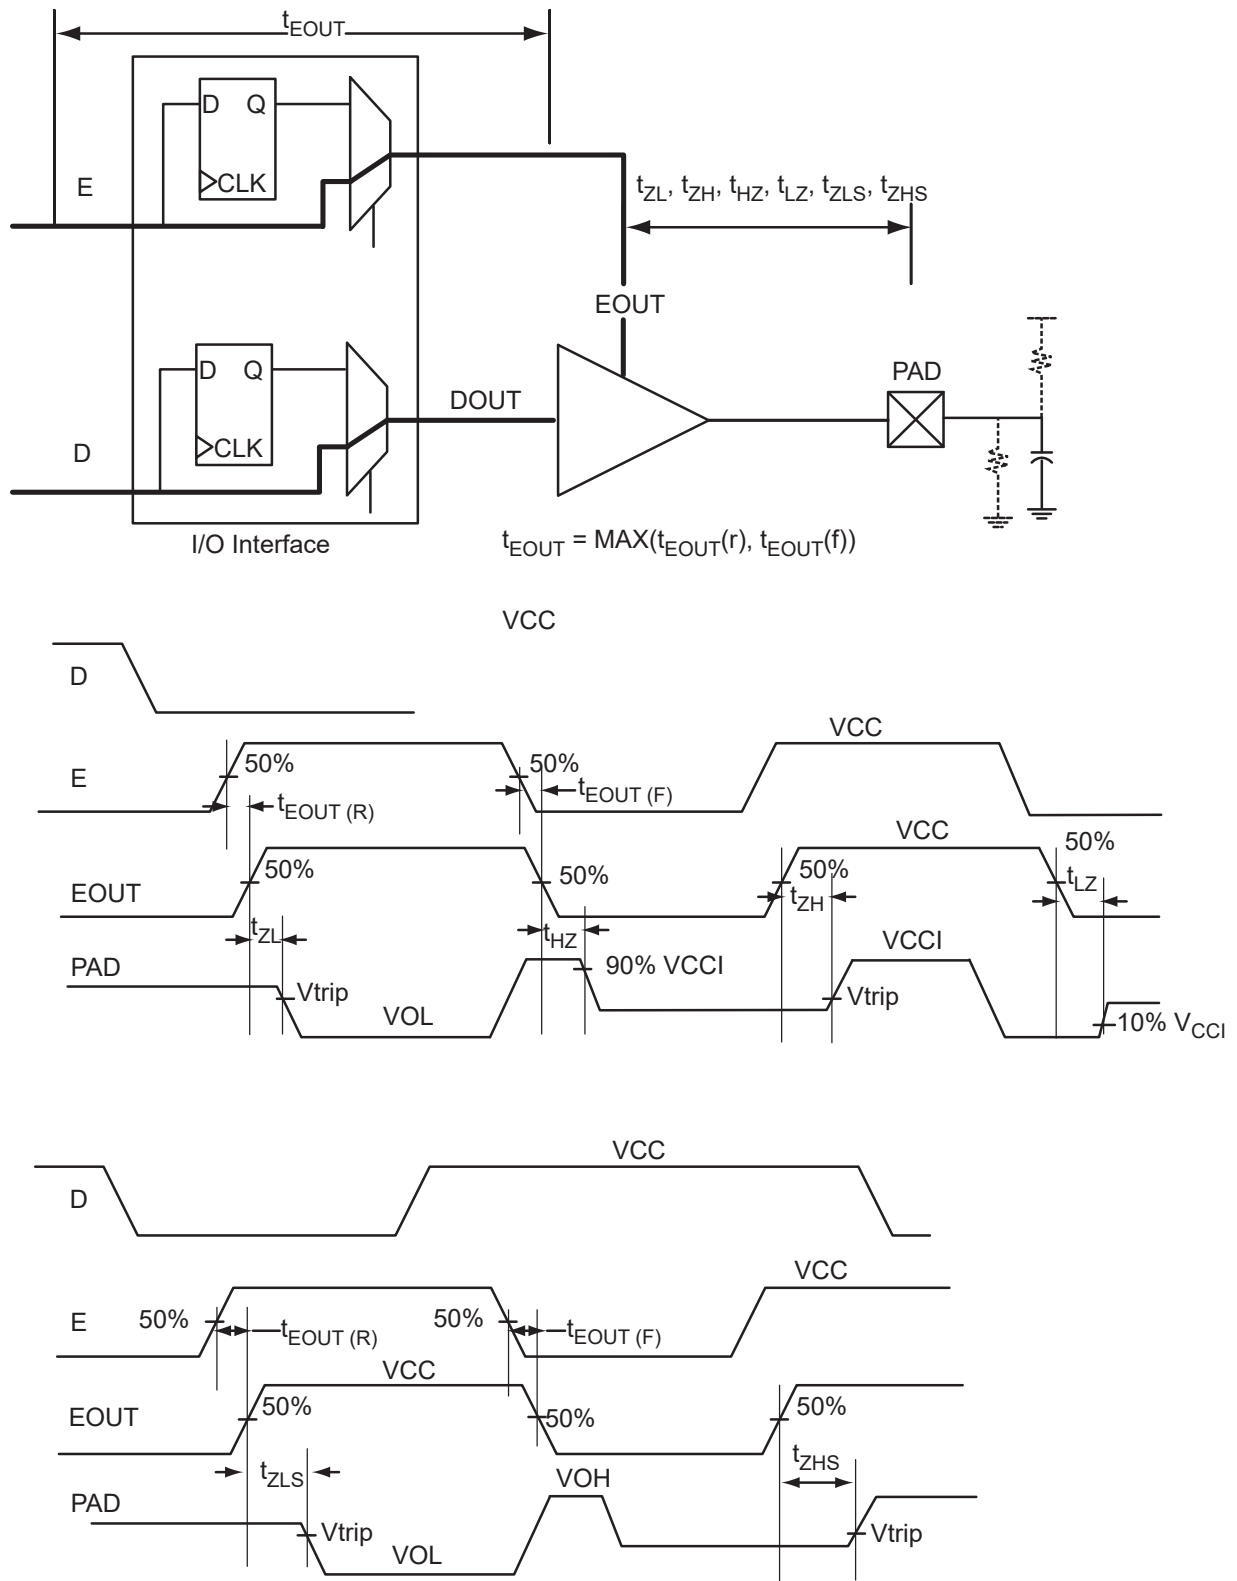 tEOUT
D Q
CLK
E
tZL, tZH, tHZ, tLZ, tZLS, tZHS
EOUT
D Q
CLK
DOUT
PAD
D
I/O Interface
tEOUT = MAX(tEOUT(r), tEOUT(f))
VCC
D
VCC
E
50%
50%
tEOUT (R)
tEOUT (F)
VCC
50%
EOUT
50%
50%
50%
tZL
tHZ
tZH
tLZ
PAD
Vtrip
VOL
90% VCCI
VCCI
Vtrip
10% VCCI
VCC
D
VCC
E
50%
50%
tEOUT (R)
tEOUT (F)
VCC
EOUT
50%
50%
50%
tZLS
VOH
tZHS
PAD
Vtrip
VOL
Vtrip